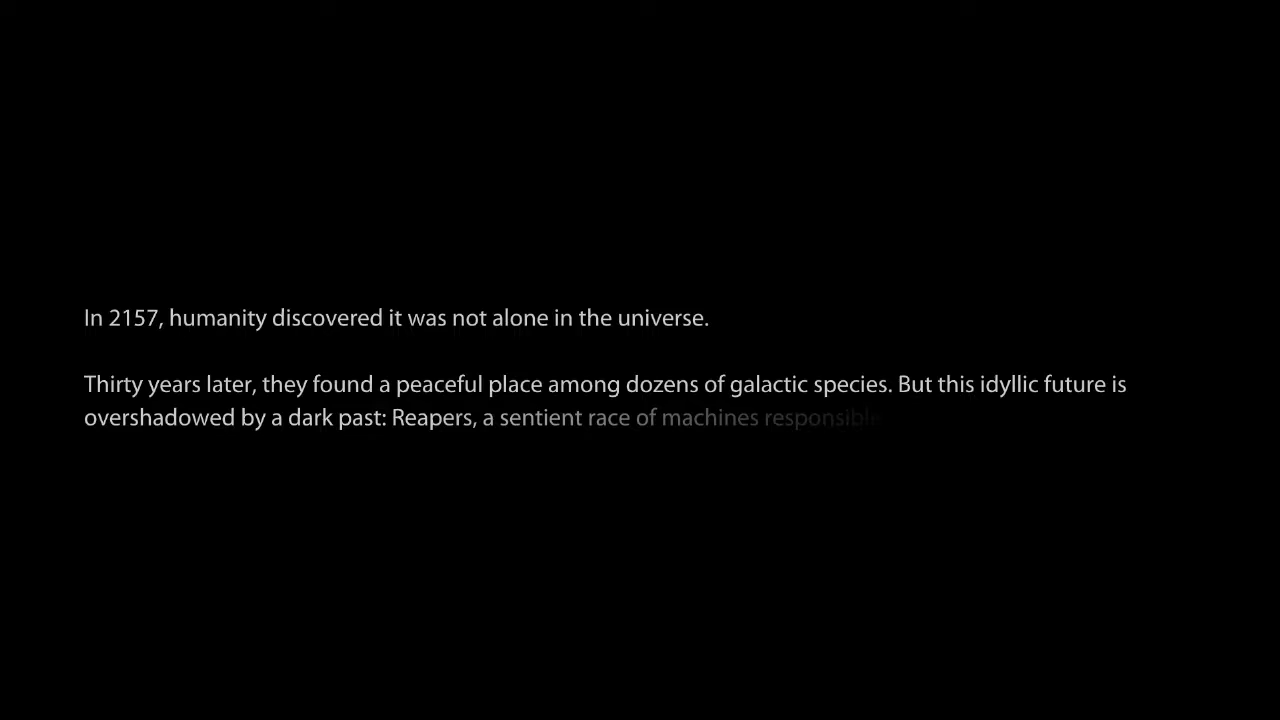 In 2157, humanity discovered it was not alone in the universe.
Thirty years later, they found a peaceful place among dozens of galactic species. But this idyllic future is
overshadowed by a dark past: Reapers, a sentient race of machines responsible